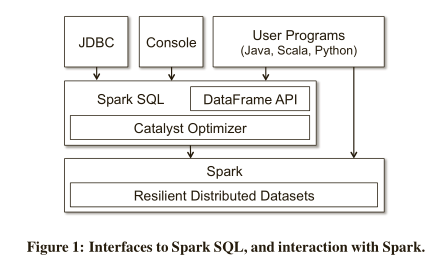 JDBC
Console
User Programs
(Java, Scala, Python)
Spark SQL
DataFrame API
Catalyst Optimizer
Spark
Resilient Distributed Datasets
Figure 1: Interfaces to Spark SQL, and interaction with Spark.